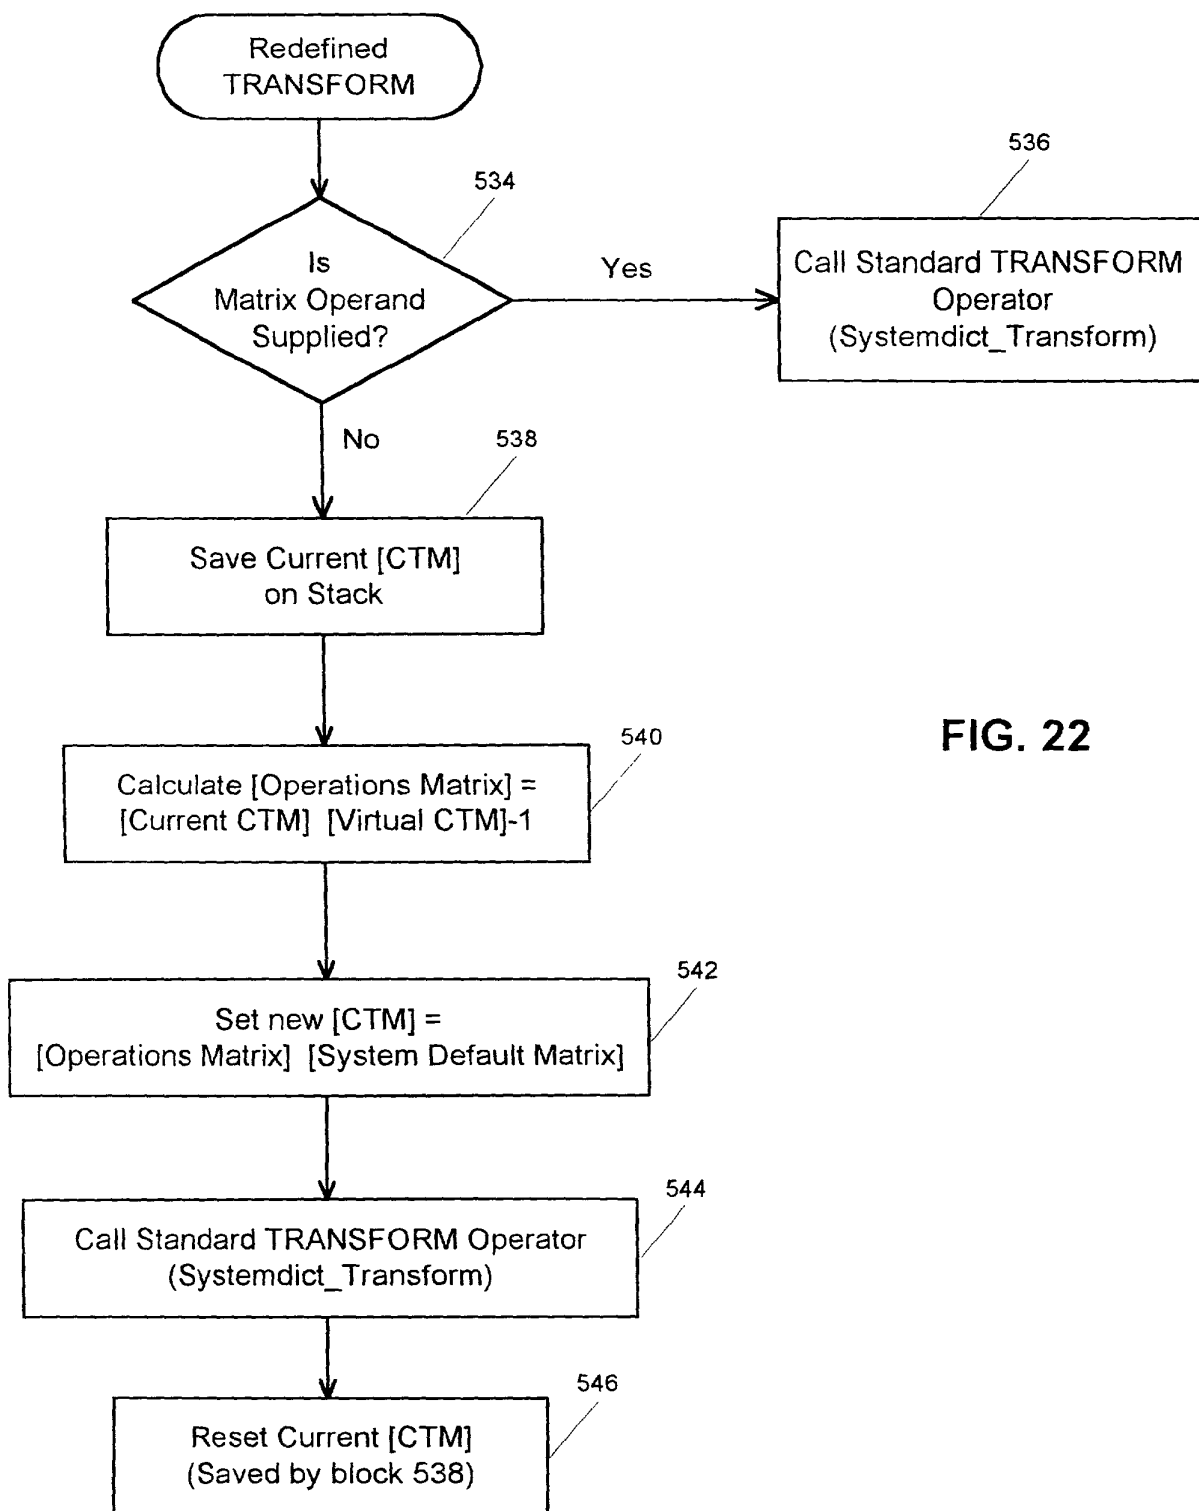 Redefined
TRANSFORM
534
Is
Matrix Operand
Supplied?
Yes
536
Call Standard TRANSFORM
Operator
(Systemdict_Transform)
No
538
Save Current [CTM]
on Stack
540
Calculate [Operations Matrix] =
[Current CTM] [Virtual CTM]-1
FIG. 22
542
Set new [CTM] =
[Operations Matrix] [System Default Matrix]
544
Call Standard TRANSFORM Operator
(Systemdict_Transform)
546
Reset Current [CTM]
(Saved by block 538)